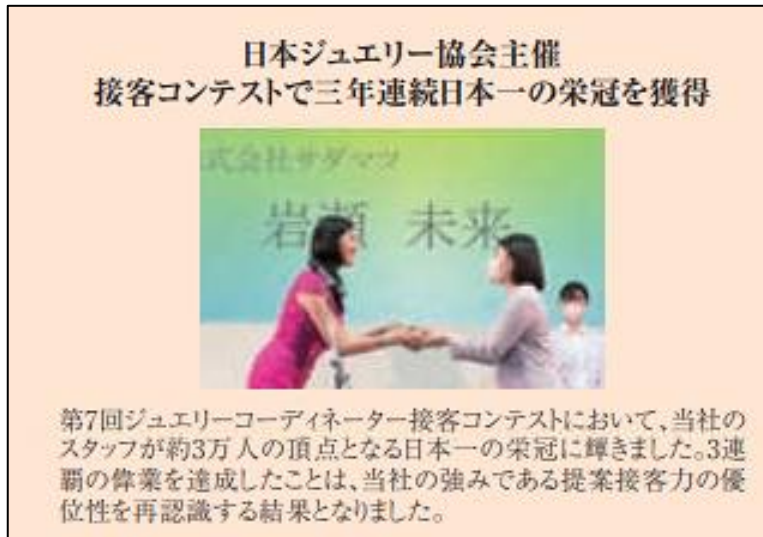 日本ジュエリー協会主催
接客コンテストで三年連続日本一の栄冠を獲得
式会社サダマツ
岩瀬 未来
第7回ジュエリーコーディネーター接客コンテストにおいて、当社の
スタッフが約3万人の頂点となる日本一の栄冠に輝きました。3連
覇の偉業を達成したことは、当社の強みである提案接客力の優
位性を再認識する結果となりました。